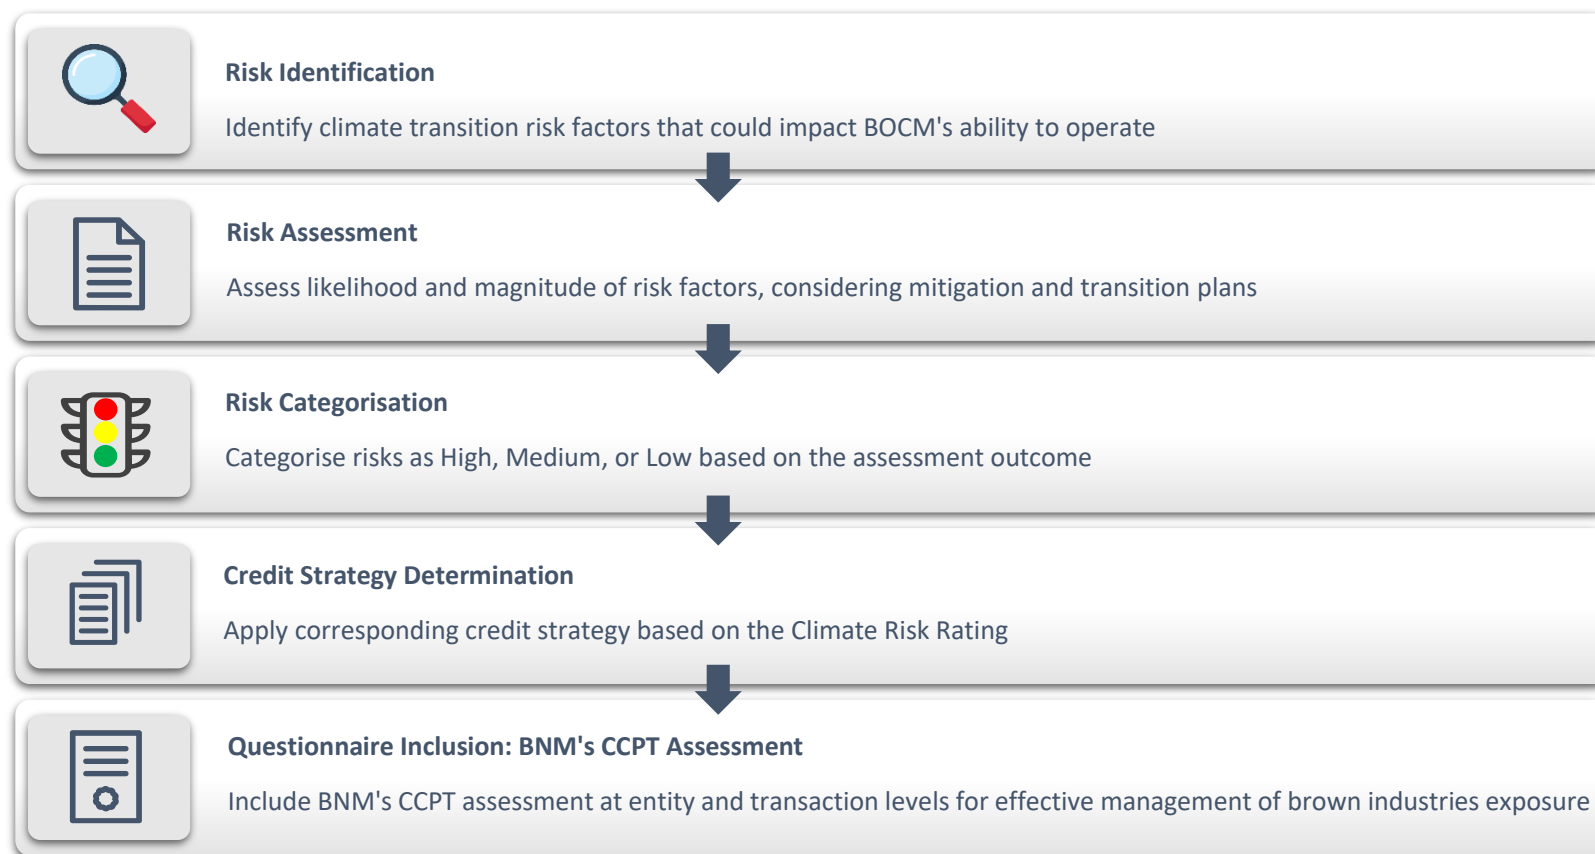 Risk Identification
Identify climate transition risk factors that could impact BOCM's ability to operate
Risk Assessment
Assess likelihood and magnitude of risk factors, considering mitigation and transition plans
Risk Categorisation
Categorise risks as High, Medium, or Low based on the assessment outcome
Credit Strategy Determination
Apply corresponding credit strategy based on the Climate Risk Rating
Questionnaire Inclusion: BNM's CCPT Assessment
Include BNM's CCPT assessment at entity and transaction levels for effective management of brown industries exposure